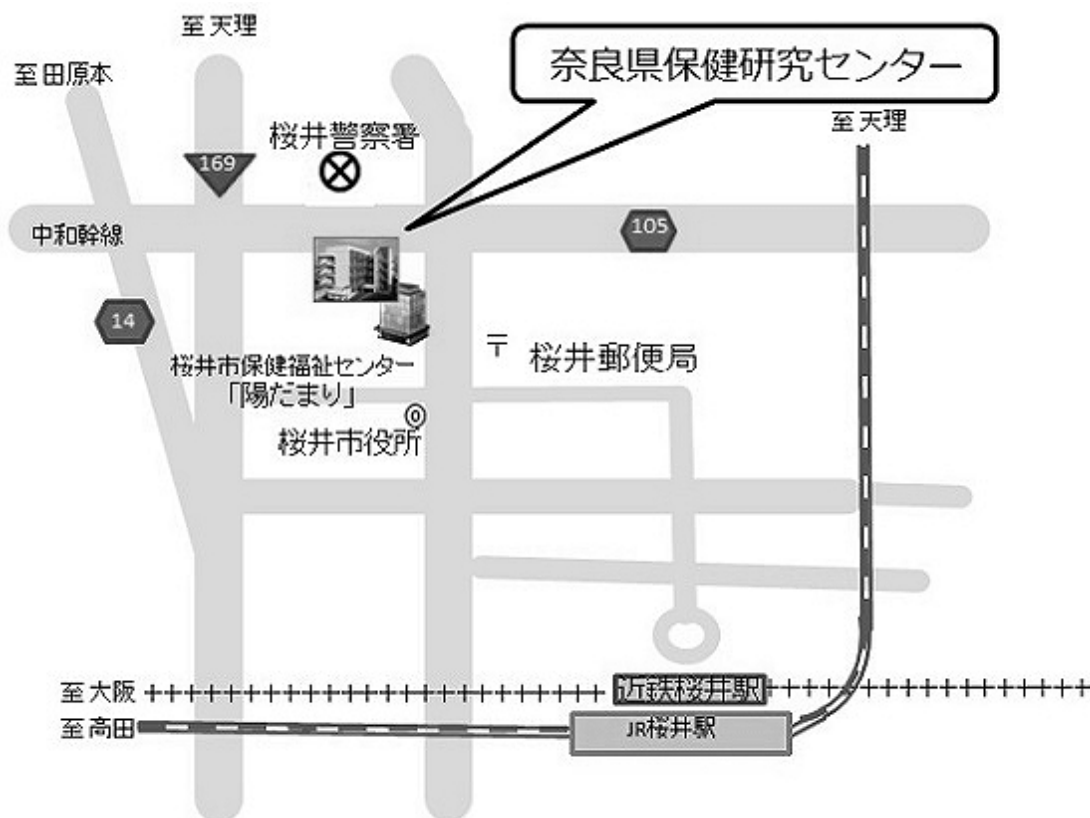 至天理
奈良県保健研究センター
至田原本
至天理
桜井警察署
169
105
中和幹線
14
〒 桜井郵便局
桜井市保健福祉センター
「陽だまり」
桜井市役所
至大阪
近鉄桜井駅
至高田
JR桜井駅